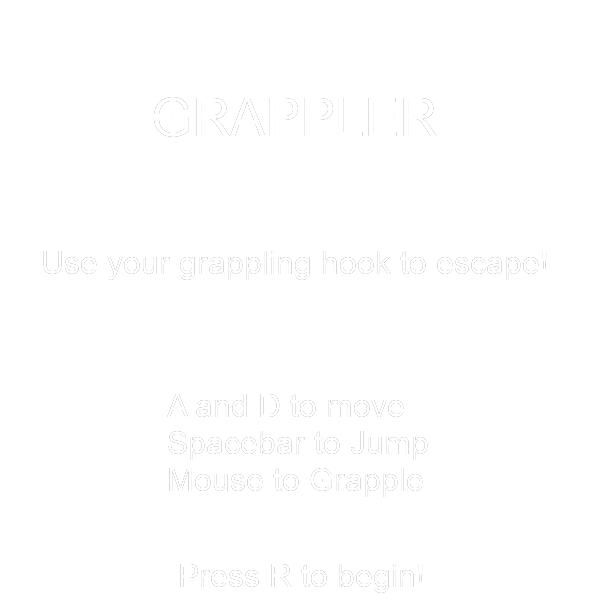 GRAPPLER
Use your grappling hook to escape!
A and D to move
Spacebar to Jump
Mouse to Grapple
Press R to begin!